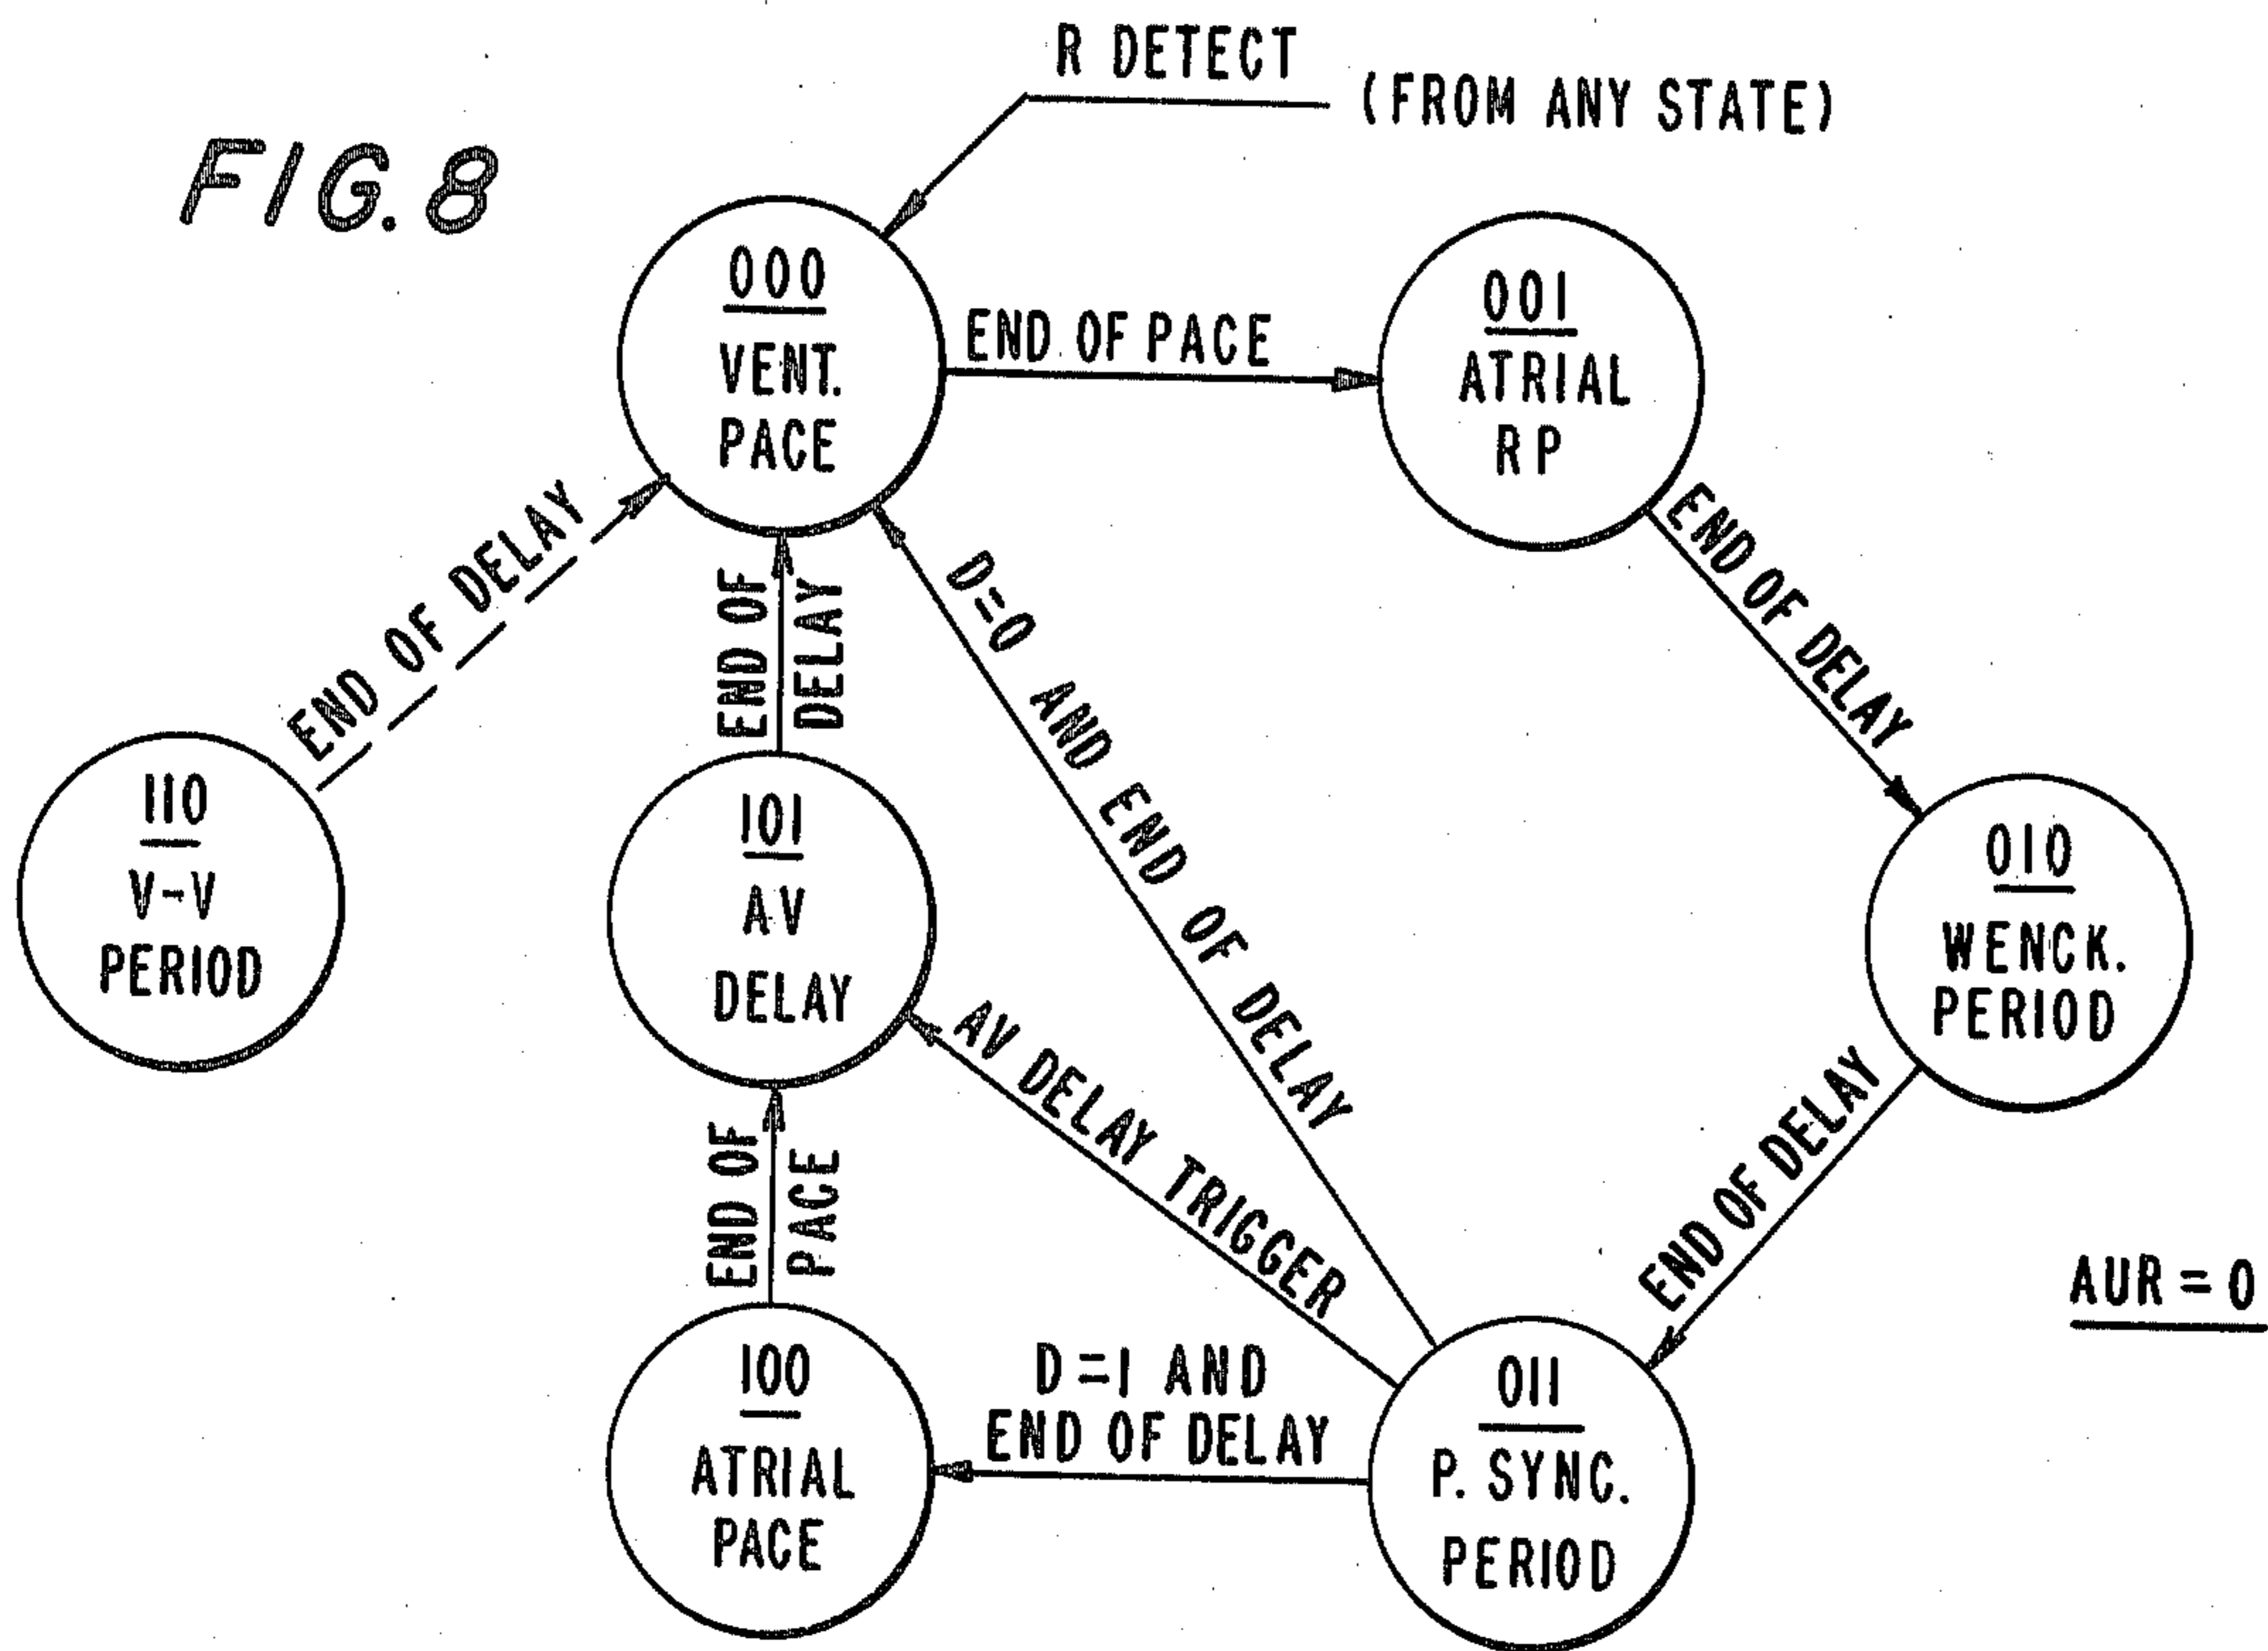 FIG. 8
R DETECT (FROM ANY STATE)
000
VENT.
PACE
END OF PACE
001
ATRIAL
RP
END OF DELAY
010
WENCK.
PERIOD
END OF DELAY
011
P. SYNC.
PERIOD
D=0 AND END OF DELAY
AV DELAY TRIGGER
D=1 AND
END OF DELAY
100
ATRIAL
PACE
END OF
PACE
101
A-V
DELAY
END OF
DELAY
110
V-V
PERIOD
END OF DELAY
AUR = 0